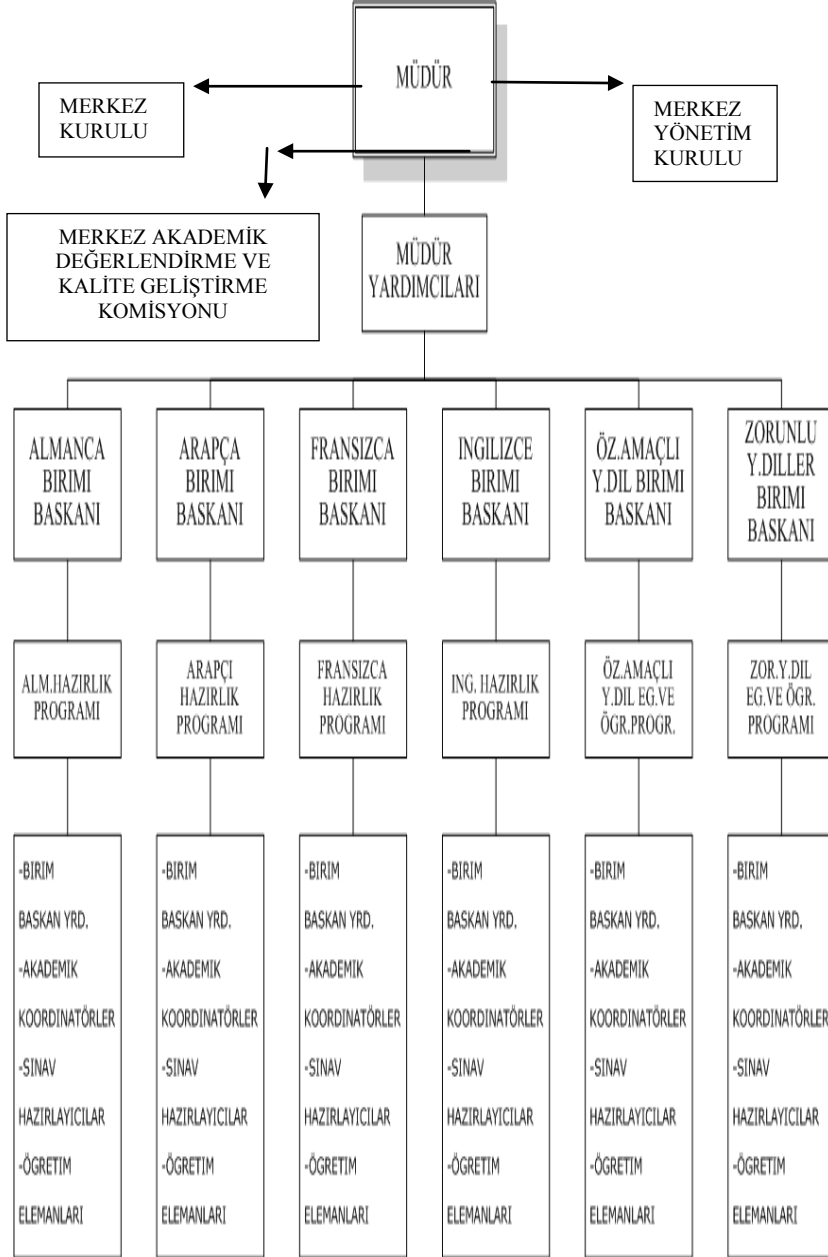 MÜDÜR
MERKEZ
KURULU
MERKEZ
YÖNETİM
KURULU
MERKEZ AKADEMİK
DEĞERLENDİRME VE
KALİTE GELİŞTİRME
KOMİSYONU
MÜDÜR
YARDIMCILARI
ALMANCA
BIRIMI
BASKANI
ARAPÇA
BIRIMI
BASKANI
FRANSIZCA
BIRIMI
BASKANI
INGILIZCE
BIRIMI
BASKANI
ÖZ.AMAÇLI
Y.DIL BIRIMI
BASKANI
ZORUNLU
Y.DILLER
BIRIMI
BASKANI
ALM.HAZIRLIK
PROGRAMI
ARAPÇI
HAZIRLIK
PROGRAMI
FRANSIZCA
HAZIRLIK
PROGRAMI
ING. HAZIRLIK
PROGRAMI
ÖZ.AMAÇLI
Y.DIL EG.VE
ÖGR.PROGR.
ZOR.Y.DIL
EG.VE ÖGR.
PROGRAMI
-BIRIM
BASKAN YRD.
-AKADEMIK
KOORDINATÖRLER
-SINAV
HAZIRLAYICILAR
-ÖGRETIM
ELEMANLARI
-BIRIM
BASKAN YRD.
-AKADEMIK
KOORDINATÖRLER
-SINAV
HAZIRLAYICILAR
-ÖGRETIM
ELEMANLARI
-BIRIM
BASKAN YRD.
-AKADEMIK
KOORDINATÖRLER
-SINAV
HAZIRLAYICILAR
-ÖGRETIM
ELEMANLARI
-BIRIM
BASKAN YRD.
-AKADEMIK
KOORDINATÖRLER
-SINAV
HAZIRLAYICILAR
-ÖGRETIM
ELEMANLARI
-BIRIM
BASKAN YRD.
-AKADEMIK
KOORDINATÖRLER
-SINAV
HAZIRLAYICILAR
-ÖGRETIM
ELEMANLARI
-BIRIM
BASKAN YRD.
-AKADEMIK
KOORDINATÖRLER
-SINAV
HAZIRLAYICILAR
-ÖGRETIM
ELEMANLARI